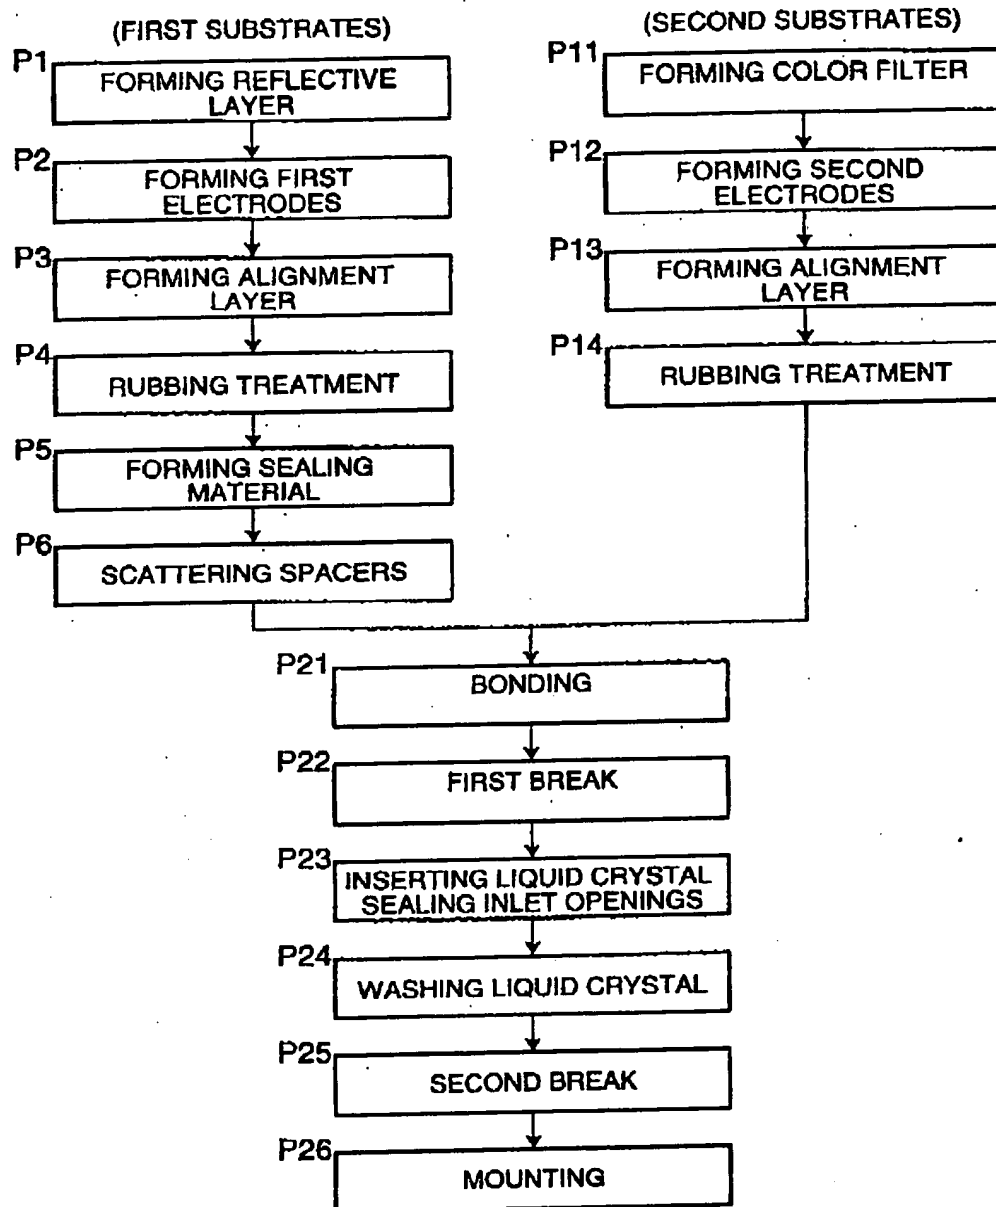 (FIRST SUBSTRATES)
P1
FORMING REFLECTIVE
LAYER
P2
FORMING FIRST
ELECTRODES
P3
FORMING ALIGNMENT
LAYER
P4
RUBBING TREATMENT
P5
FORMING SEALING
MATERIAL
P6
SCATTERING SPACERS
(SECOND SUBSTRATES)
P11
FORMING COLOR FILTER
P12
FORMING SECOND
ELECTRODES
P13
FORMING ALIGNMENT
LAYER
P14
RUBBING TREATMENT
P21
BONDING
P22
FIRST BREAK
P23
INSERTING LIQUID CRYSTAL
SEALING INLET OPENINGS
P24
WASHING LIQUID CRYSTAL
P25
SECOND BREAK
P26
MOUNTING